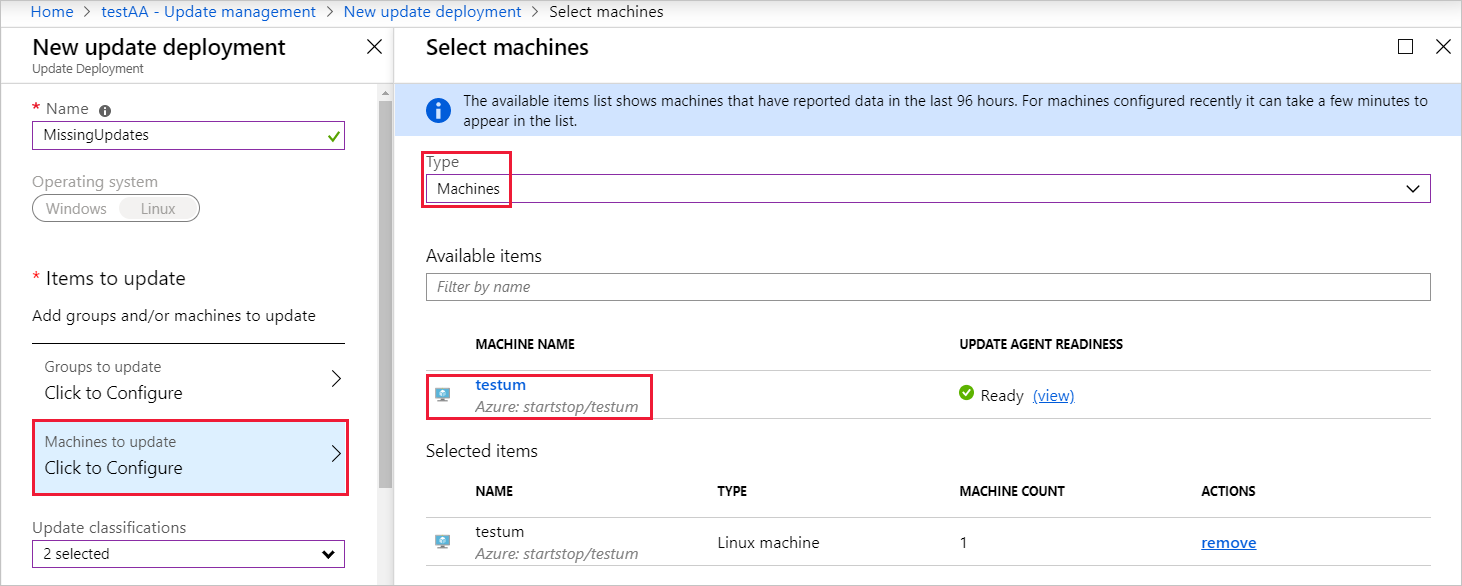 Home > testAA - Update management > New update deployment > Select machines
New update deployment
Update Deployment
* Name
MissingUpdates
Operating system
Windows Linux
* Items to update
Add groups and/or machines to update
Groups to update
Click to Configure
Machines to update
Click to Configure
Update classifications
2 selected
Select machines
The available items list shows machines that have reported data in the last 96 hours. For machines configured recently it can take a few minutes to
appear in the list.
Type
Machines
Available items
Filter by name
MACHINE NAME UPDATE AGENT READINESS
testum
Azure: startstop/testum
Ready (view)
Selected items
NAME TYPE MACHINE COUNT ACTIONS
testum
Azure: startstop/testum
Linux machine 1 remove